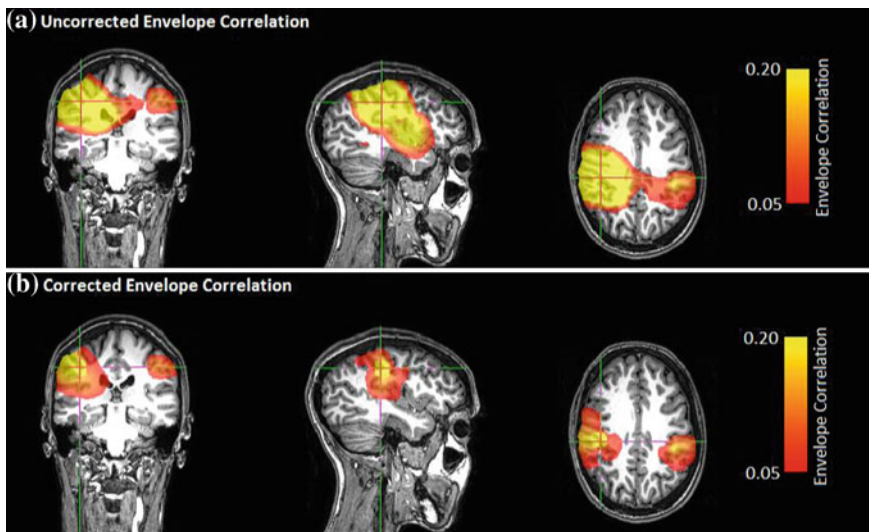 (a) Uncorrected Envelope Correlation
0.20
0.05
Envelope Correlation
(b) Corrected Envelope Correlation
0.20
0.05
Envelope Correlation